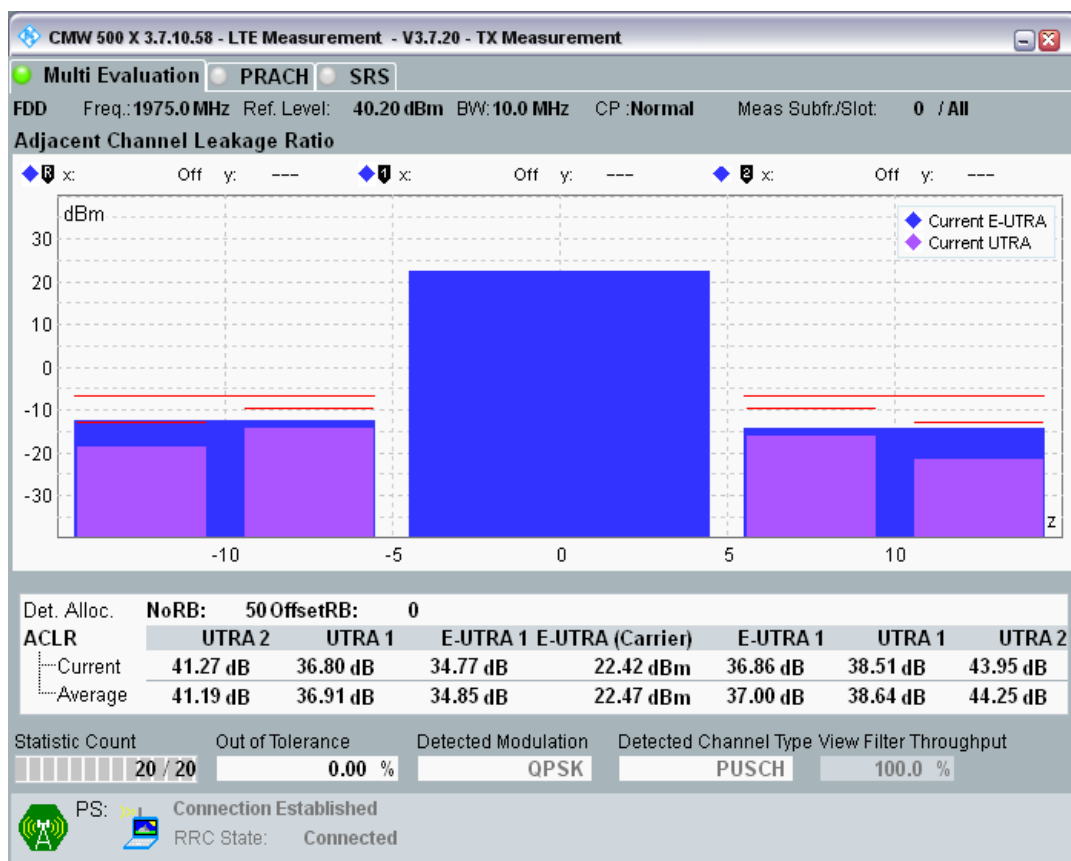 CMW 500 X 3.7.10.58 - LTE Measurement - V3.7.20 - TX Measurement
Multi Evaluation PRACH SRS
FDD Freq.: 1975.0 MHz Ref. Level: 40.20 dBm BW: 10.0 MHz CP :Normal Meas Subfr./Slot: 0 / All
Adjacent Channel Leakage Ratio
R x: Off y: --- 1 x: Off y: --- 2 x: Off y: ---
dBm
Current E-UTRA
Current UTRA
30
20
10
0
-10
-20
-30
z
-10 -5 0 5 10
Det. Alloc. NoRB: 50 OffsetRB: 0
ACLR UTRA 2 UTRA 1 E-UTRA 1 E-UTRA (Carrier) E-UTRA 1 UTRA 1 UTRA 2
Current 41.27 dB 36.80 dB 34.77 dB 22.42 dBm 36.86 dB 38.51 dB 43.95 dB
Average 41.19 dB 36.91 dB 34.85 dB 22.47 dBm 37.00 dB 38.64 dB 44.25 dB
Statistic Count Out of Tolerance Detected Modulation Detected Channel Type View Filter Throughput
20 / 20 0.00 % QPSK PUSCH 100.0 %
PS: Connection Established
RRC State: Connected